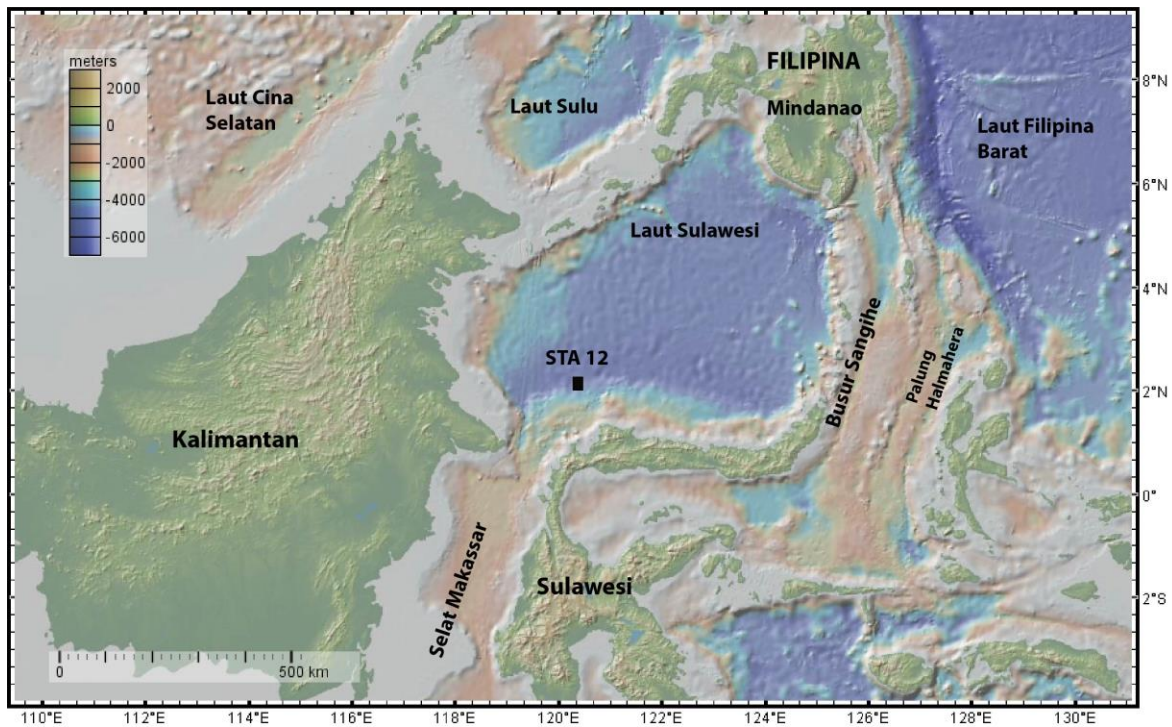 meters
2000
0
-2000
-4000
-6000
Laut Cina
Selatan
Laut Sulu
FILIPINA
Mindanao
Laut Filipina
Barat
Laut Sulawesi
STA 12
Kalimantan
Busur Sangihe
Palung
Halmahera
Selat Makassar
Sulawesi
0
500 km
8°N
6°N
4°N
2°N
0°
2°S
110°E
112°E
114°E
116°E
118°E
120°E
122°E
124°E
126°E
128°E
130°E